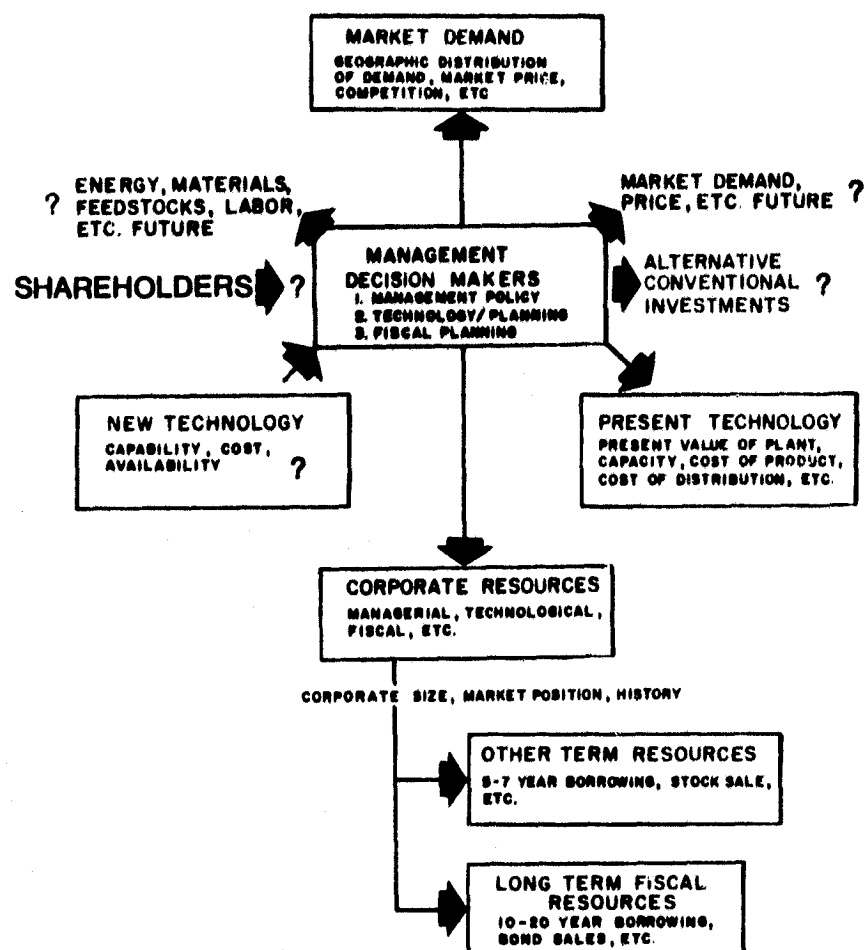 MARKET DEMAND
GEOGRAPHIC DISTRIBUTION
OF DEMAND, MARKET PRICE,
COMPETITION, ETC
? ENERGY, MATERIALS,
FEEDSTOCKS, LABOR,
ETC. FUTURE
MARKET DEMAND,
PRICE, ETC. FUTURE ?
SHAREHOLDERS ?
MANAGEMENT
DECISION MAKERS
1. MANAGEMENT POLICY
2. TECHNOLOGY/PLANNING
3. FISCAL PLANNING
ALTERNATIVE
CONVENTIONAL ?
INVESTMENTS
NEW TECHNOLOGY
CAPABILITY, COST,
AVAILABILITY ?
PRESENT TECHNOLOGY
PRESENT VALUE OF PLANT,
CAPACITY, COST OF PRODUCT,
COST OF DISTRIBUTION, ETC.
CORPORATE RESOURCES
MANAGERIAL, TECHNOLOGICAL,
FISCAL, ETC.
CORPORATE SIZE, MARKET POSITION, HISTORY
OTHER TERM RESOURCES
5-7 YEAR BORROWING, STOCK SALE,
ETC.
LONG TERM FISCAL
RESOURCES
10-20 YEAR BORROWING,
BOND SALES, ETC.